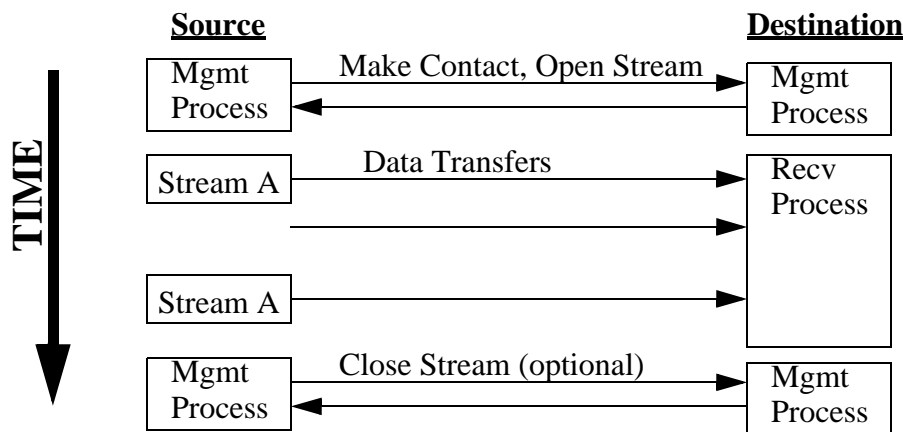 Source
Destination
Mgmt
Process
Make Contact, Open Stream
Mgmt
Process
TIME
Stream A
Data Transfers
Recv
Process
Stream A
Mgmt
Process
Close Stream (optional)
Mgmt
Process